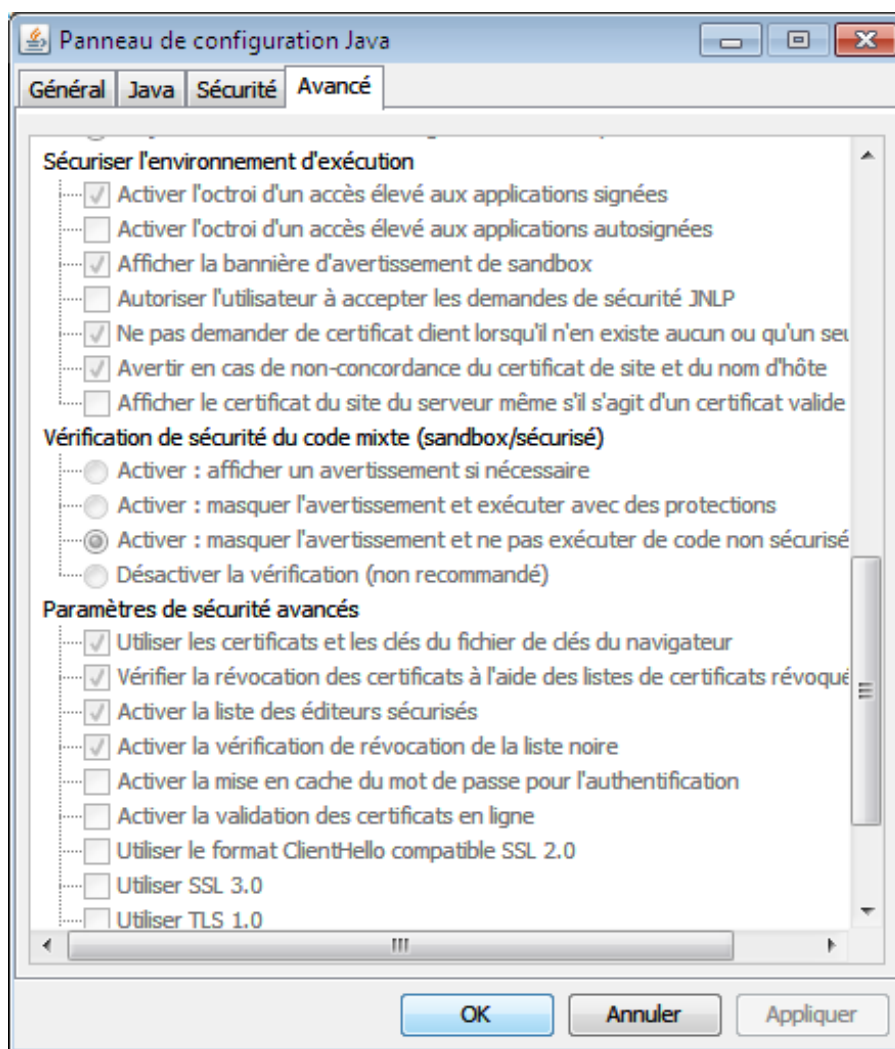 Panneau de configuration Java
Général Java Sécurité Avancé
Sécuriser l'environnement d'exécution
Activer l'octroi d'un accès élevé aux applications signées
Activer l'octroi d'un accès élevé aux applications autosignées
Afficher la bannière d'avertissement de sandbox
Autoriser l'utilisateur à accepter les demandes de sécurité JNLP
Ne pas demander de certificat client lorsqu'il n'en existe aucun ou qu'un seu
Avertir en cas de non-concordance du certificat de site et du nom d'hôte
Afficher le certificat du site du serveur même s'il s'agit d'un certificat valide
Vérification de sécurité du code mixte (sandbox/sécurisé)
Activer : afficher un avertissement si nécessaire
Activer : masquer l'avertissement et exécuter avec des protections
Activer : masquer l'avertissement et ne pas exécuter de code non sécurisé
Désactiver la vérification (non recommandé)
Paramètres de sécurité avancés
Utiliser les certificats et les clés du fichier de clés du navigateur
Vérifier la révocation des certificats à l'aide des listes de certificats révoqué
Activer la liste des éditeurs sécurisés
Activer la vérification de révocation de la liste noire
Activer la mise en cache du mot de passe pour l'authentification
Activer la validation des certificats en ligne
Utiliser le format ClientHello compatible SSL 2.0
Utiliser SSL 3.0
Utiliser TLS 1.0
OK Annuler Appliquer